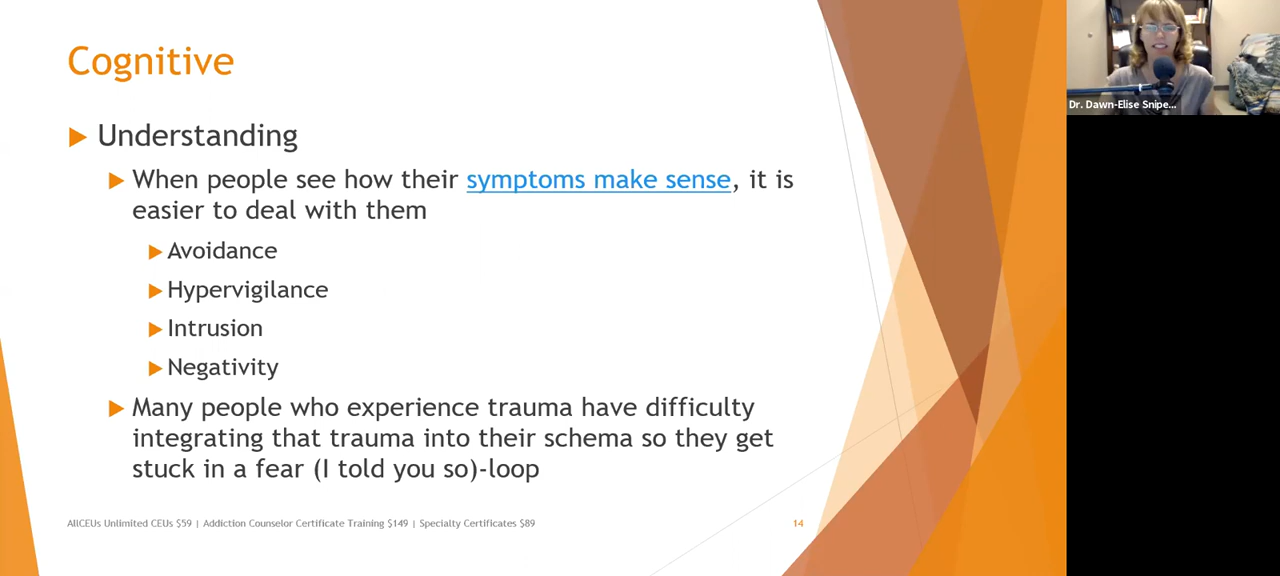 Cognitive
Understanding
When people see how their symptoms make sense, it is
easier to deal with them
Avoidance
Hypervigilance
Intrusion
Negativity
Many people who experience trauma have difficulty
integrating that trauma into their schema so they get
stuck in a fear (I told you so)-loop
AllCEUs Unlimited CEUs $59 | Addiction Counselor Certificate Training $149 | Specialty Certificates $89
14
Dr. Dawn-Elise Snipe...